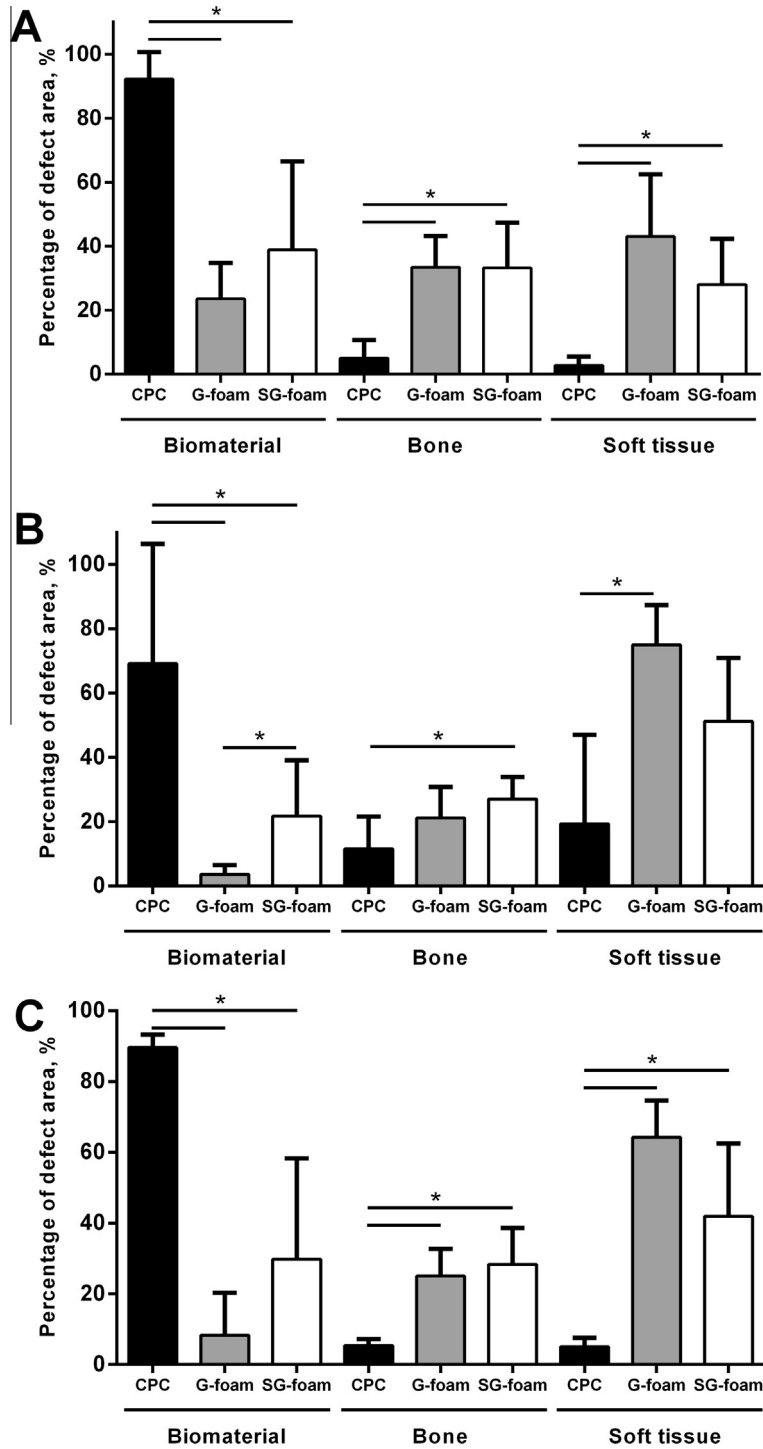 A
Percentage of defect area, %
100
80
60
40
20
0
*
*
*
CPC G-foam SG-foam CPC G-foam SG-foam CPC G-foam SG-foam
Biomaterial Bone Soft tissue
B
Percentage of defect area, %
100
80
60
40
20
0
*
*
*
*
CPC G-foam SG-foam CPC G-foam SG-foam CPC G-foam SG-foam
Biomaterial Bone Soft tissue
C
Percentage of defect area, %
100
80
60
40
20
0
*
*
*
CPC G-foam SG-foam CPC G-foam SG-foam CPC G-foam SG-foam
Biomaterial Bone Soft tissue